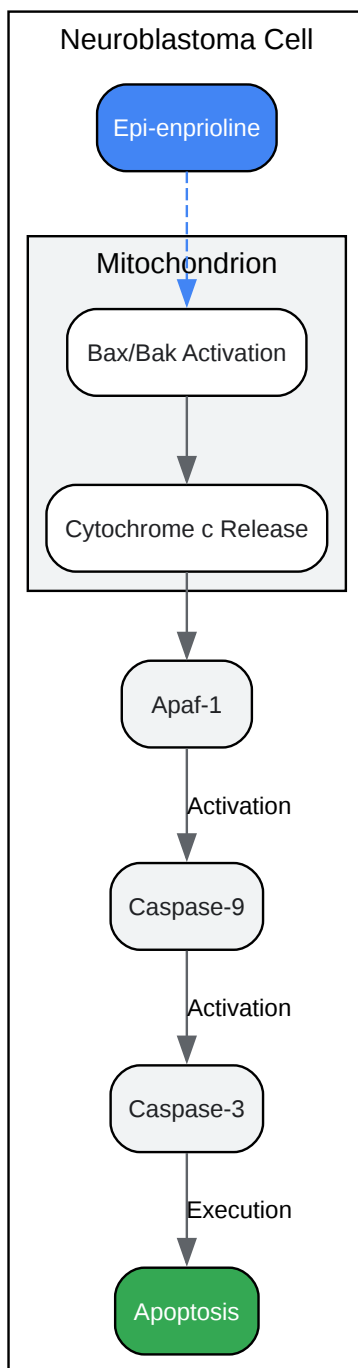 Neuroblastoma Cell
Epi-enprioline
Mitochondrion
Bax/Bak Activation
Cytochrome c Release
Apaf-1
Activation
Caspase-9
Activation
Caspase-3
Execution
Apoptosis